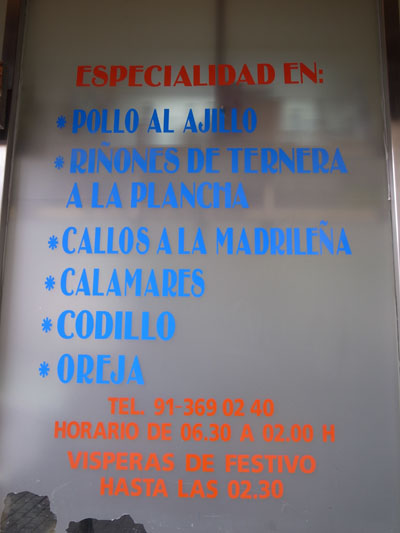 ESPECIALIDAD EN:
* POLLO AL AJILLO
* RIÑONES DE TERNERA
A LA PLANCHA
* CALLOS A LA MADRILEÑA
* CALAMARES
* CODILLO
* OREJA
TEL. 91-369 02 40
HORARIO DE 06.30 A 02.00 H
VISPERAS DE FESTIVO
HASTA LAS 02.30